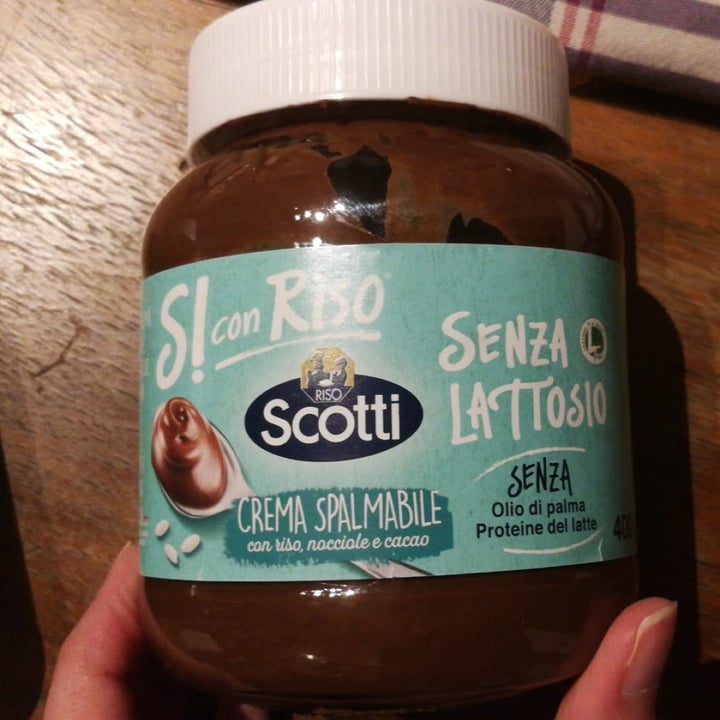 Sì con RISO
RISO
Scotti
CREMA SPALMABILE
con riso, nocciole e cacao
SENZA
LATTOSIO
SENZA
Olio di palma
Proteine del latte